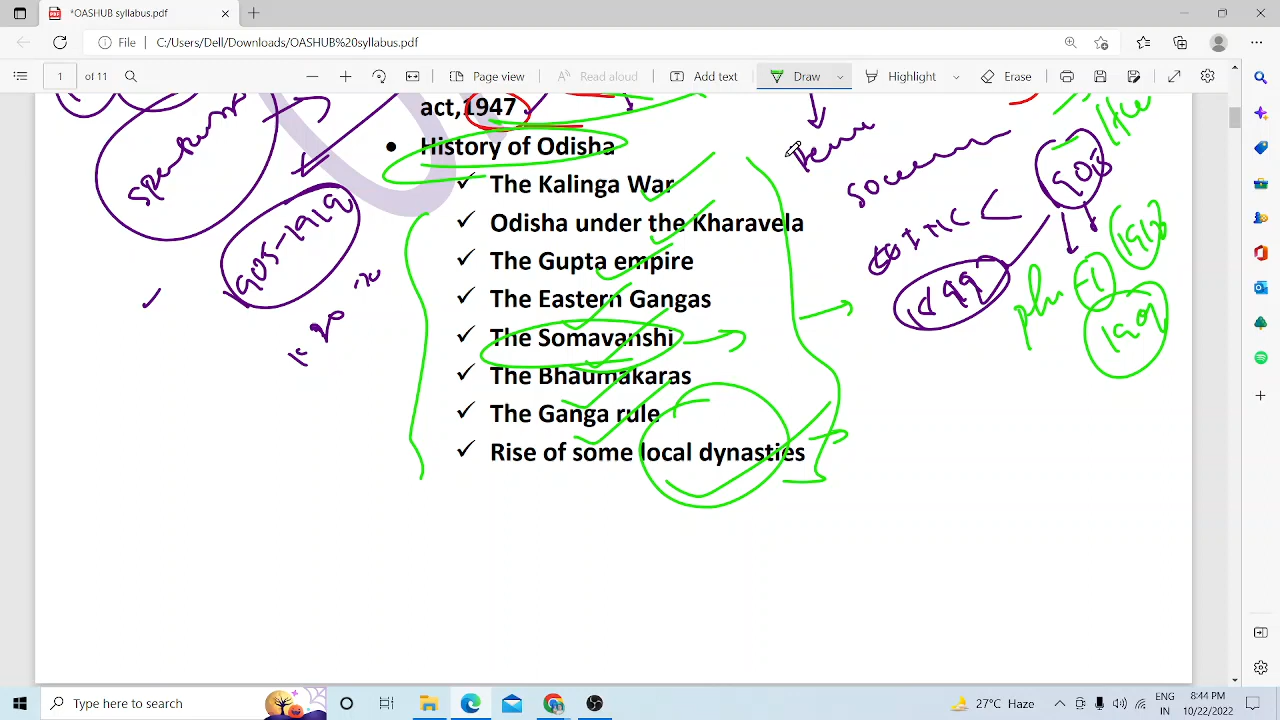 *OASHUB syllabus.pdf
File C:/Users/Dell/Downloads/OASHUB%20syllabus.pdf
1 of 11 Page view Read aloud Add text Draw Highlight Erase
act,1947
• History of Odisha
✓ The Kalinga War
✓ Odisha under the Kharavela
✓ The Gupta empire
✓ The Eastern Gangas
✓ The Somavanshi
✓ The Bhaumakaras
✓ The Ganga rule
✓ Rise of some local dynasties
1905-1919
1899
1909
Type here to search
27°C Haze
ENG
IN
8:44 PM
10/22/2022